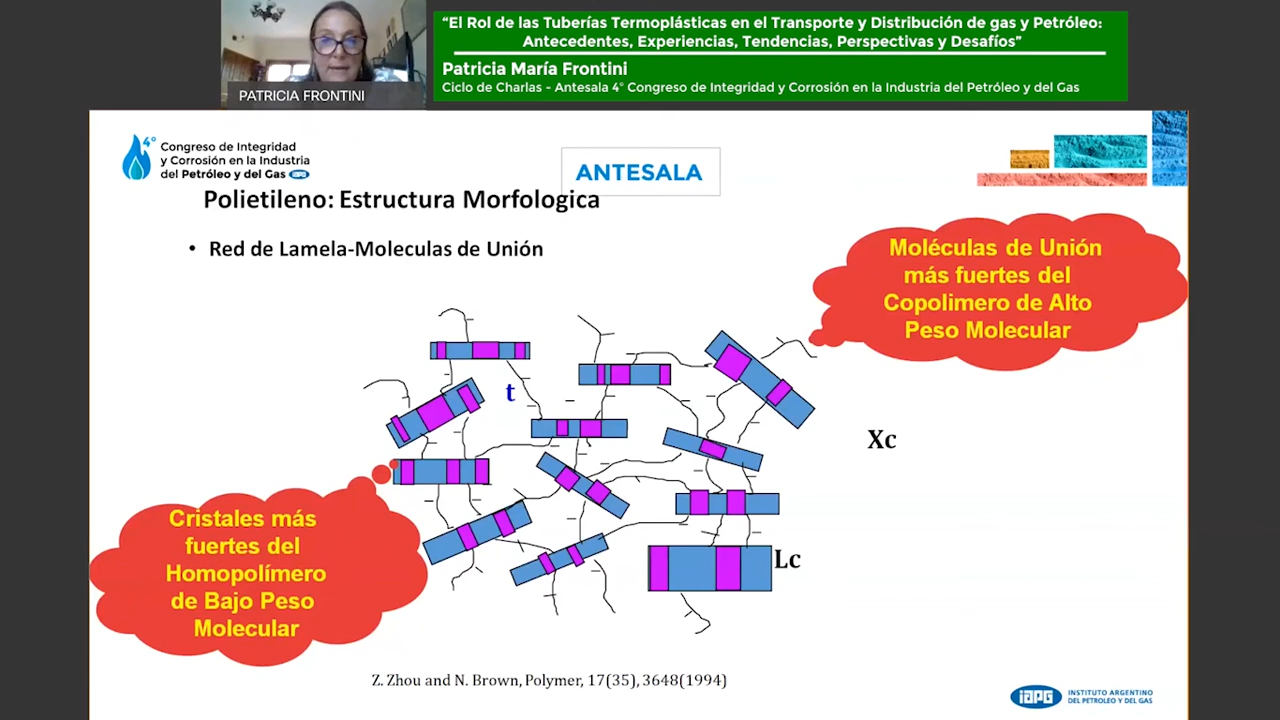 “El Rol de las Tuberías Termoplásticas en el Transporte y Distribución de gas y Petróleo:
Antecedentes, Experiencias, Tendencias, Perspectivas y Desafíos”
Patricia María Frontini
Ciclo de Charlas - Antesala 4° Congreso de Integridad y Corrosión en la Industria del Petróleo y del Gas
PATRICIA FRONTINI
4°
Congreso de Integridad
y Corrosión en la Industria
del Petróleo y del Gas iapg
ANTESALA
Polietileno: Estructura Morfologica
• Red de Lamela-Moleculas de Unión
Moléculas de Unión
más fuertes del
Copolimero de Alto
Peso Molecular
t
Xc
Cristales más
fuertes del
Homopolímero
de Bajo Peso
Molecular
Lc
Z. Zhou and N. Brown, Polymer, 17(35), 3648(1994)
iapg
INSTITUTO ARGENTINO
DEL PETROLEO Y DEL GAS